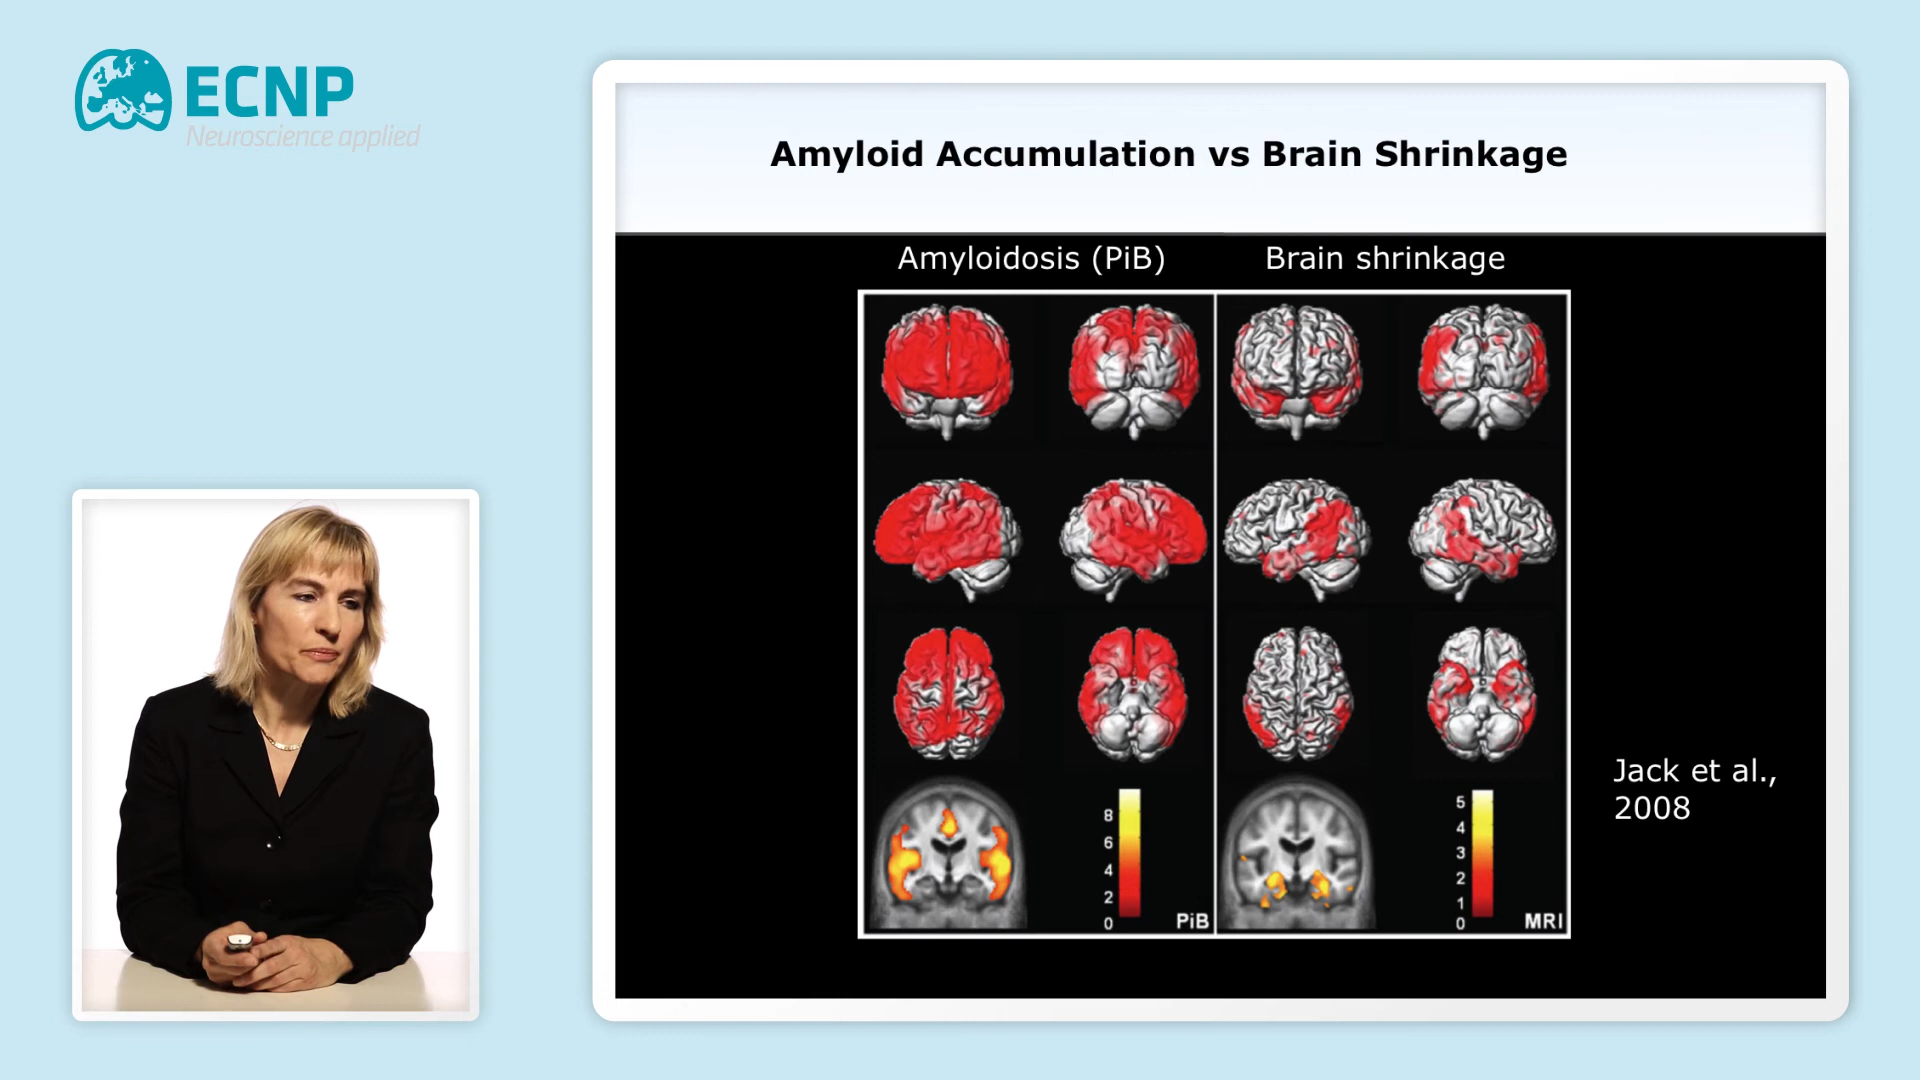 ECNP
Neuroscience applied
Amyloid Accumulation vs Brain Shrinkage
Amyloidosis (PiB)
Brain shrinkage
8
6
4
2
0
PiB
5
4
3
2
1
0
MRI
Jack et al.,
2008